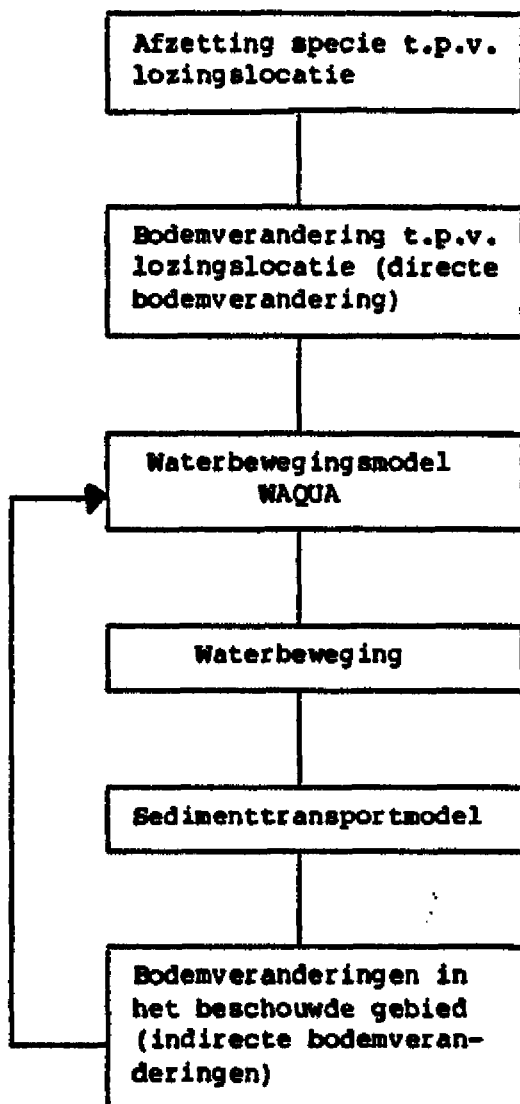 Afzetting specie t.p.v.
lozingslocatie
Bodemverandering t.p.v.
lozingslocatie (directe
bodemverandering)
Waterbewegingsmodel
WAQUA
Waterbeweging
Sedimenttransportmodel
Bodemveranderingen in
het beschouwde gebied
(indirecte bodemveran-
deringen)